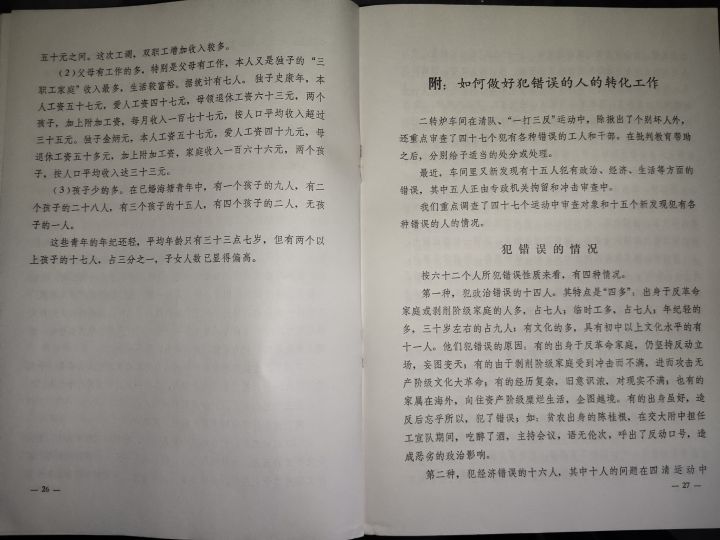 五十元之间。这次工调，双职工增加收入较多。
(2)父母有工作的多，特别是父母有工作，本人又是独子的“三
职工家庭”收入最多，生活较富裕。据统计有七人。独子史康年，本
人工资五十七元，爱人工资四十七元，母领退休工资六十三元，两个
孩子，加上附加工资，每月收入一百七十七元，按人口平均收入超过
三十五元。独子金炳元，本人工资五十七元，爱人工资四十九元，母
退休工资五十多元，加上附加工资，家庭收入一百六十六元，两个孩
子，按人口平均收入达三十三元。
(3)孩子少的多。在已婚海塘青年中，有一个孩子的九人，有二
个孩子的二十八人，有三个孩子的十五人，有四个孩子的二人，无孩
子的一人。
这些青年的年纪还轻，平均年龄只有三十三点七岁，但有两个以
上孩子的十七人，占三分之一，子女人数已显得偏高。
— 26 —
附：如何做好犯错误的人的转化工作
二转炉车间在清队、“一打三反”运动中，除揪出了个别坏人外，
还重点审查了四十七个犯有各种错误的工人和干部。在批判教育帮助
之后，分别给予适当的处分或处理。
最近，车间里又新发现有十五人犯有政治、经济、生活等方面的
错误，其中五人正由专政机关拘留和冲击审查中。
我们重点调查了四十七个运动中审查对象和十五个新发现犯有各
种错误的人的情况。
犯错误的情况
按六十二个人所犯错误性质来看，有四种情况。
第一种，犯政治错误的十四人。其特点是“四多”：出身于反革命
家庭或剥削阶级家庭的人多，占七人；临时工多，占七人；年纪轻的
多，三十岁左右的占九人；有文化的多，具有初中以上文化水平的有
十一人。他们犯错误的原因，有的出身于反革命家庭，仍坚持反动立
场，妄图变天；有的由于剥削阶级家庭受到冲击而不满，进而攻击无
产阶级文化大革命；有的经历复杂，旧意识浓，对现实不满；也有的
家属在海外，向往资产阶级糜烂生活，企图越境。有的出身虽好，造
反后忘乎所以，犯了错误；如：贫农出身的陈桂根，在交大附中担任
工宣队期间，吃醉了酒，主持会议，语无伦次，呼出了反动口号，造
成恶劣的政治影响。
第二种，犯经济错误的十六人，其中十人的问题在四清运动中
— 27 —